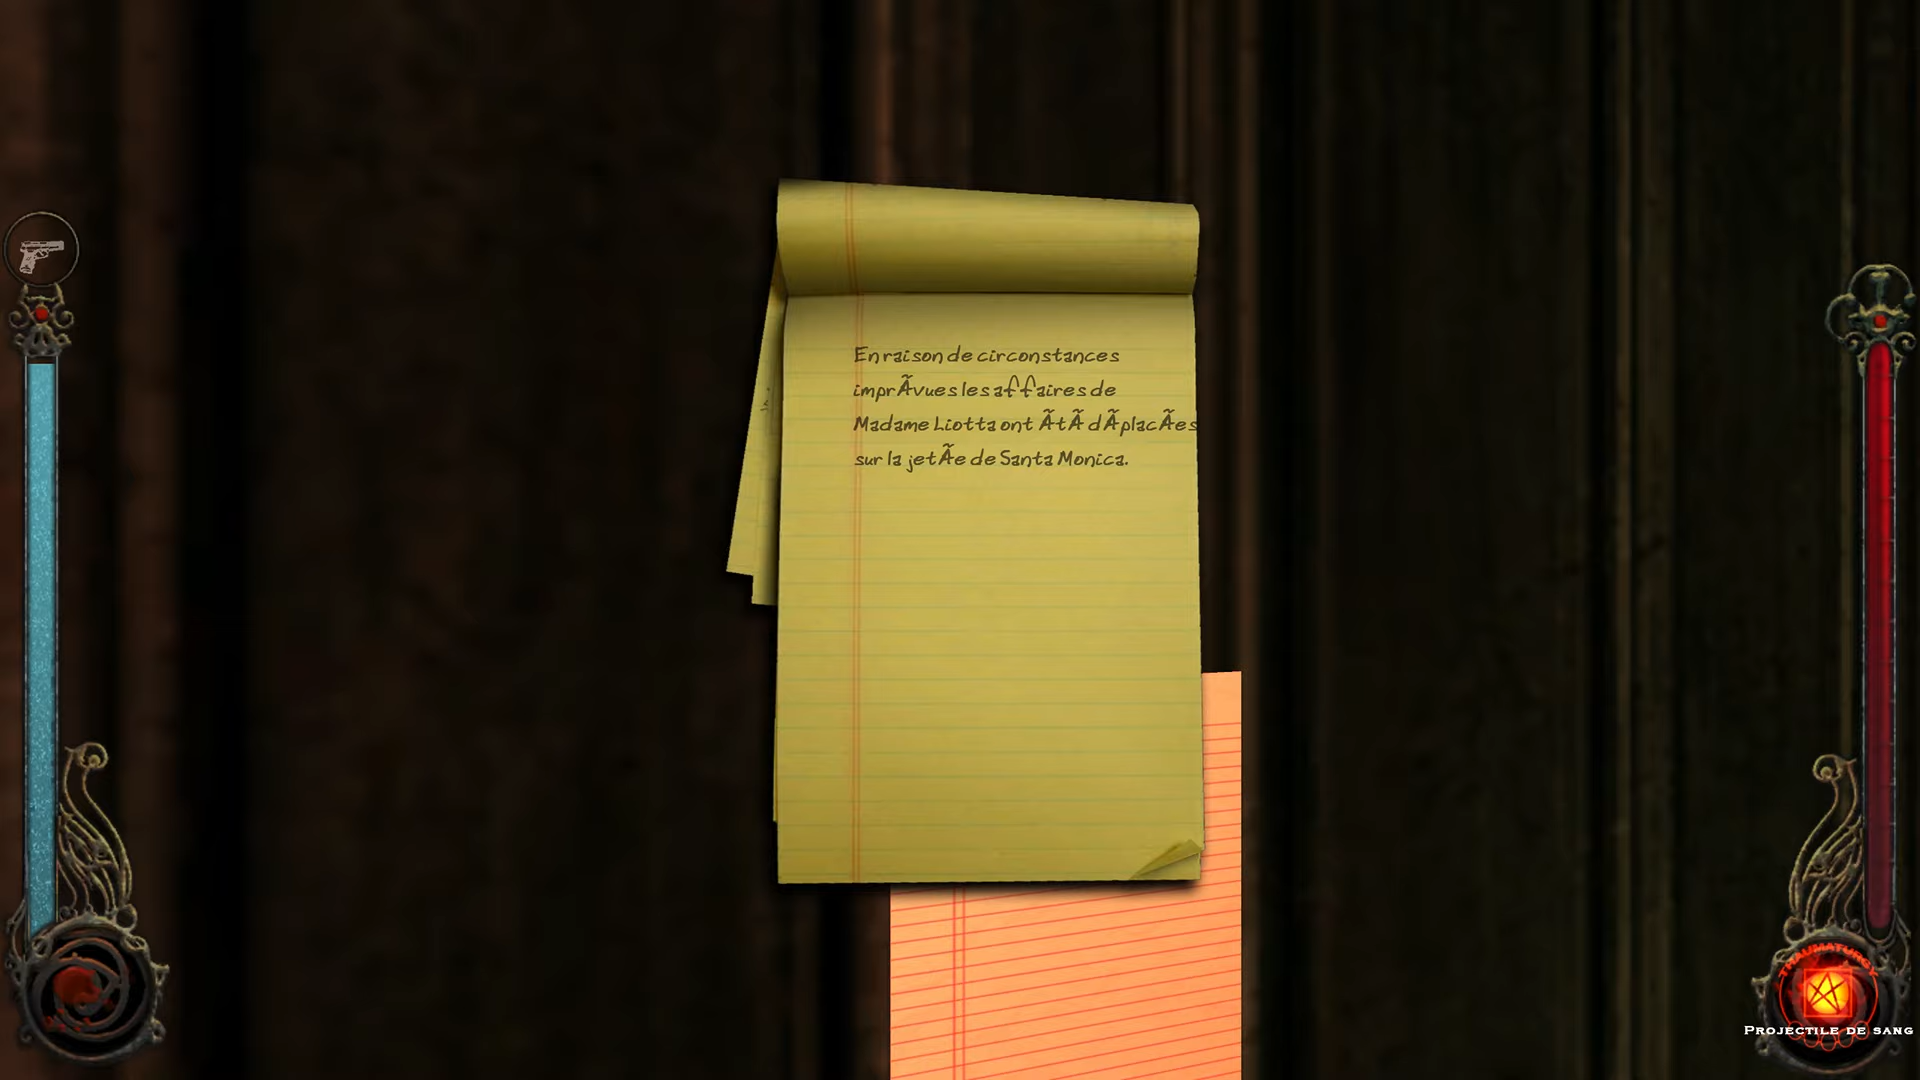 En raison de circonstances
imprÃvues les affaires de
Madame Liotta ont ÃtÃ dÃplacÃes
sur la jetÃe de Santa Monica.
THAUMATURGY
PROJECTILE DE SANG